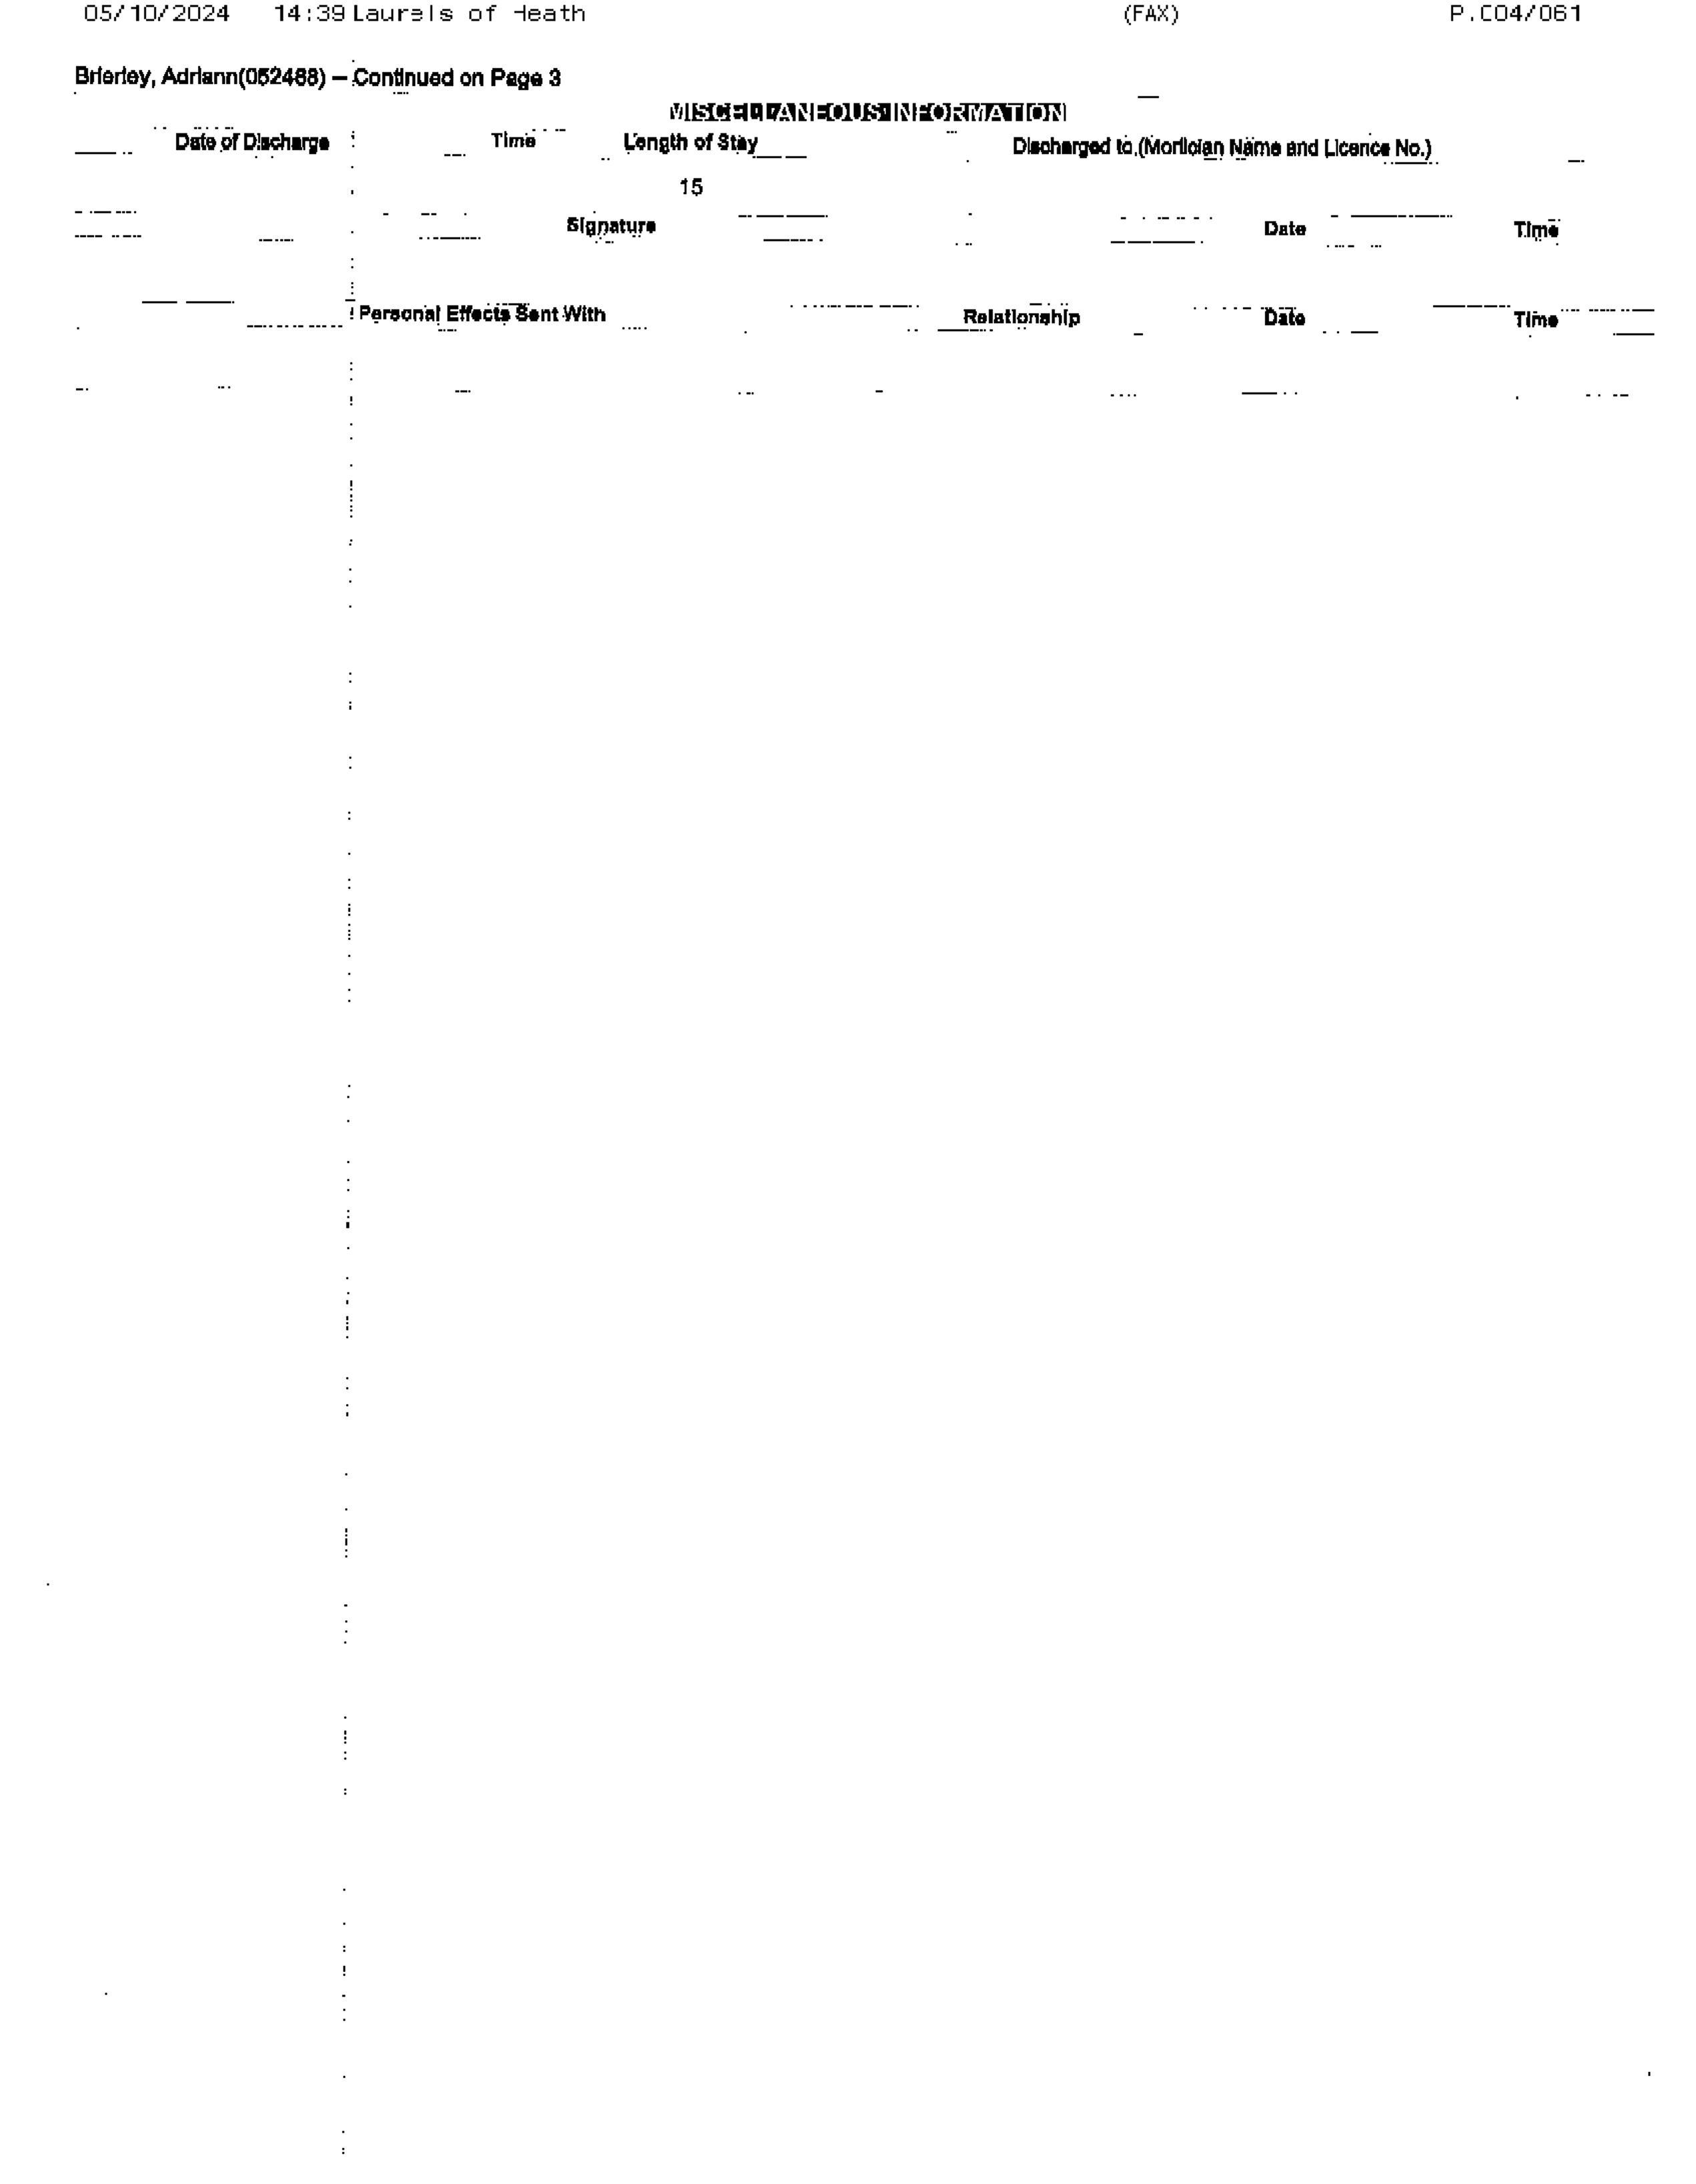 05/10/2024 14:39 Laurels of Heath (FAX) P.004/061
Brierley, Adriann(052488) – Continued on Page 3
MISCELLANEOUS INFORMATION
Date of Discharge Time Length of Stay Discharged to (Mortician Name and Licence No.)
15
Signature Date Time
Personal Effects Sent With Relationship Date Time